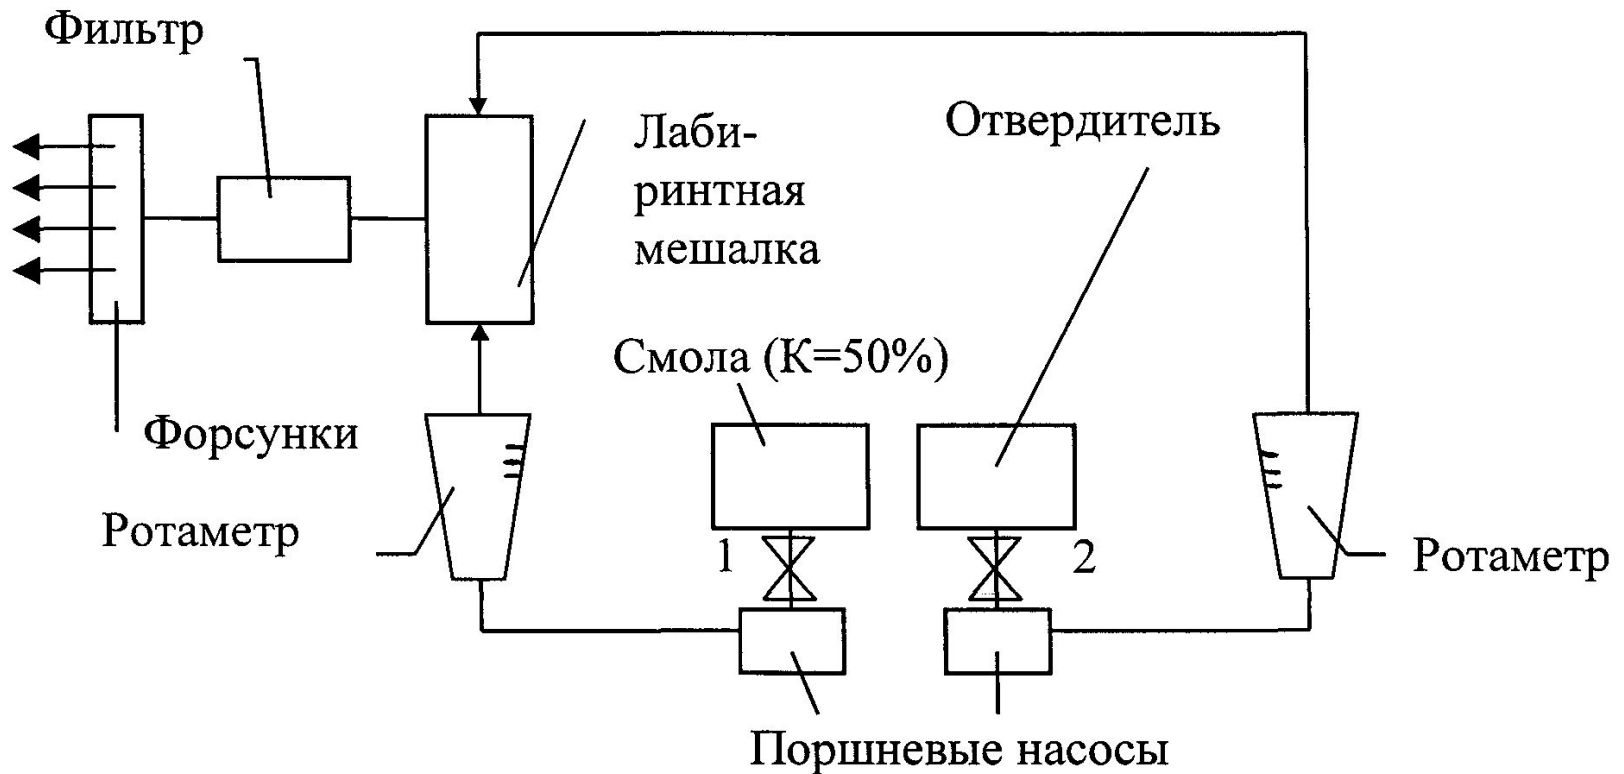 Фильтр
Лаби-
ринтная
мешалка
Отвердитель
Смола (К=50%)
Форсунки
Ротаметр
1
2
Ротаметр
Поршневые насосы